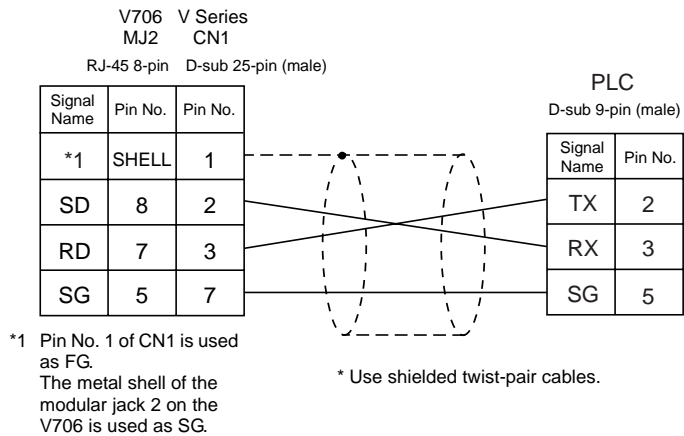 V706 V Series
MJ2 CN1
RJ-45 8-pin D-sub 25-pin (male)
PLC
D-sub 9-pin (male)
Signal Name Pin No. Pin No.
*1 SHELL 1
SD 8 2
RD 7 3
SG 5 7
Signal Name Pin No.
TX 2
RX 3
SG 5
*1 Pin No. 1 of CN1 is used
as FG.
The metal shell of the
modular jack 2 on the
V706 is used as SG.
* Use shielded twist-pair cables.